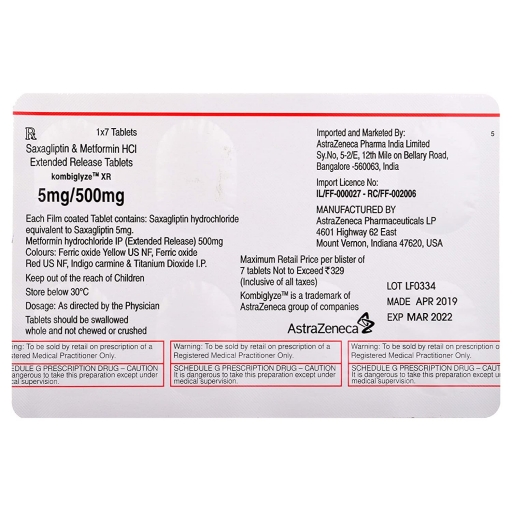 ℞ 1x7 Tablets
Saxagliptin & Metformin HCl
Extended Release Tablets
kombiglyze™ XR
5mg/500mg
Each Film coated Tablet contains: Saxagliptin hydrochloride
equivalent to Saxagliptin 5mg.
Metformin hydrochloride IP (Extended Release) 500mg
Colours: Ferric oxide Yellow US NF, Ferric oxide
Red US NF, Indigo carmine & Titanium Dioxide I.P.
Keep out of the reach of Children
Store below 30°C
Dosage: As directed by the Physician
Tablets should be swallowed
whole and not chewed or crushed
Imported and Marketed By:
AstraZeneca Pharma India Limited
Sy.No, 5-2/E, 12th Mile on Bellary Road,
Bangalore -560063, India
Import Licence No:
IL/FF-000027 - RC/FF-002006
MANUFACTURED BY
AstraZeneca Pharmaceuticals LP
4601 Highway 62 East
Mount Vernon, Indiana 47620, USA
5
Maximum Retail Price per blister of
7 tablets Not to Exceed ₹329
(Inclusive of all taxes)
Kombiglyze™ is a trademark of
AstraZeneca group of companies
AstraZeneca
LOT LF0334
MADE APR 2019
EXP MAR 2022
ng: To be sold by retail on prescription of a
tered Medical Practitioner Only.
EDULE G PRESCRIPTION DRUG – CAUTION
angerous to take this preparation except under
cal supervision.
Warning: To be sold by retail on prescription of a
Registered Medical Practitioner Only.
SCHEDULE G PRESCRIPTION DRUG – CAUTION
It is dangerous to take this preparation except under
medical supervision.
Warning: To be sold by retail on prescription o
Registered Medical Practitioner Only.
SCHEDULE G PRESCRIPTION DRUG – CAUT
It is dangerous to take this preparation except u
medical supervision.